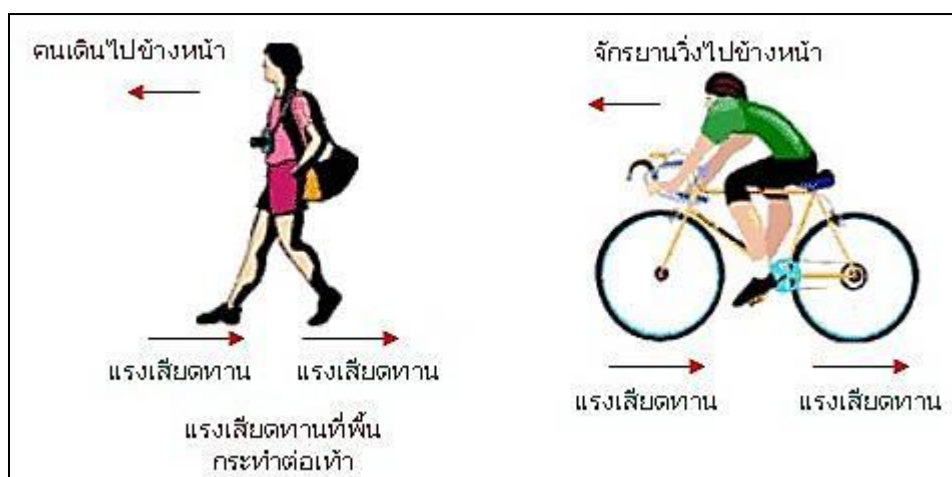 คนเดินไปข้างหน้า
จักรยานวิ่งไปข้างหน้า
แรงเสียดทาน แรงเสียดทาน
แรงเสียดทาน แรงเสียดทาน
แรงเสียดทานที่พื้น
กระทำต่อเท้า